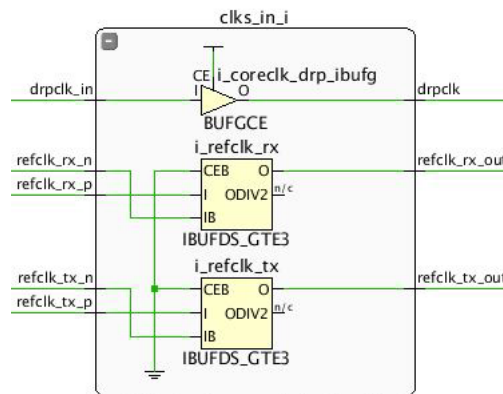 clks_in_i
CE i_coreclk_drp_ibufg
drpclk_in I O drpclk
BUFGCE
i_refclk_rx
refclk_rx_n CEB O refclk_rx_out
refclk_rx_p I ODIV2 n/c
IB
IBUFDS_GTE3
i_refclk_tx
refclk_tx_n CEB O refclk_tx_out
refclk_tx_p I ODIV2 n/c
IB
IBUFDS_GTE3